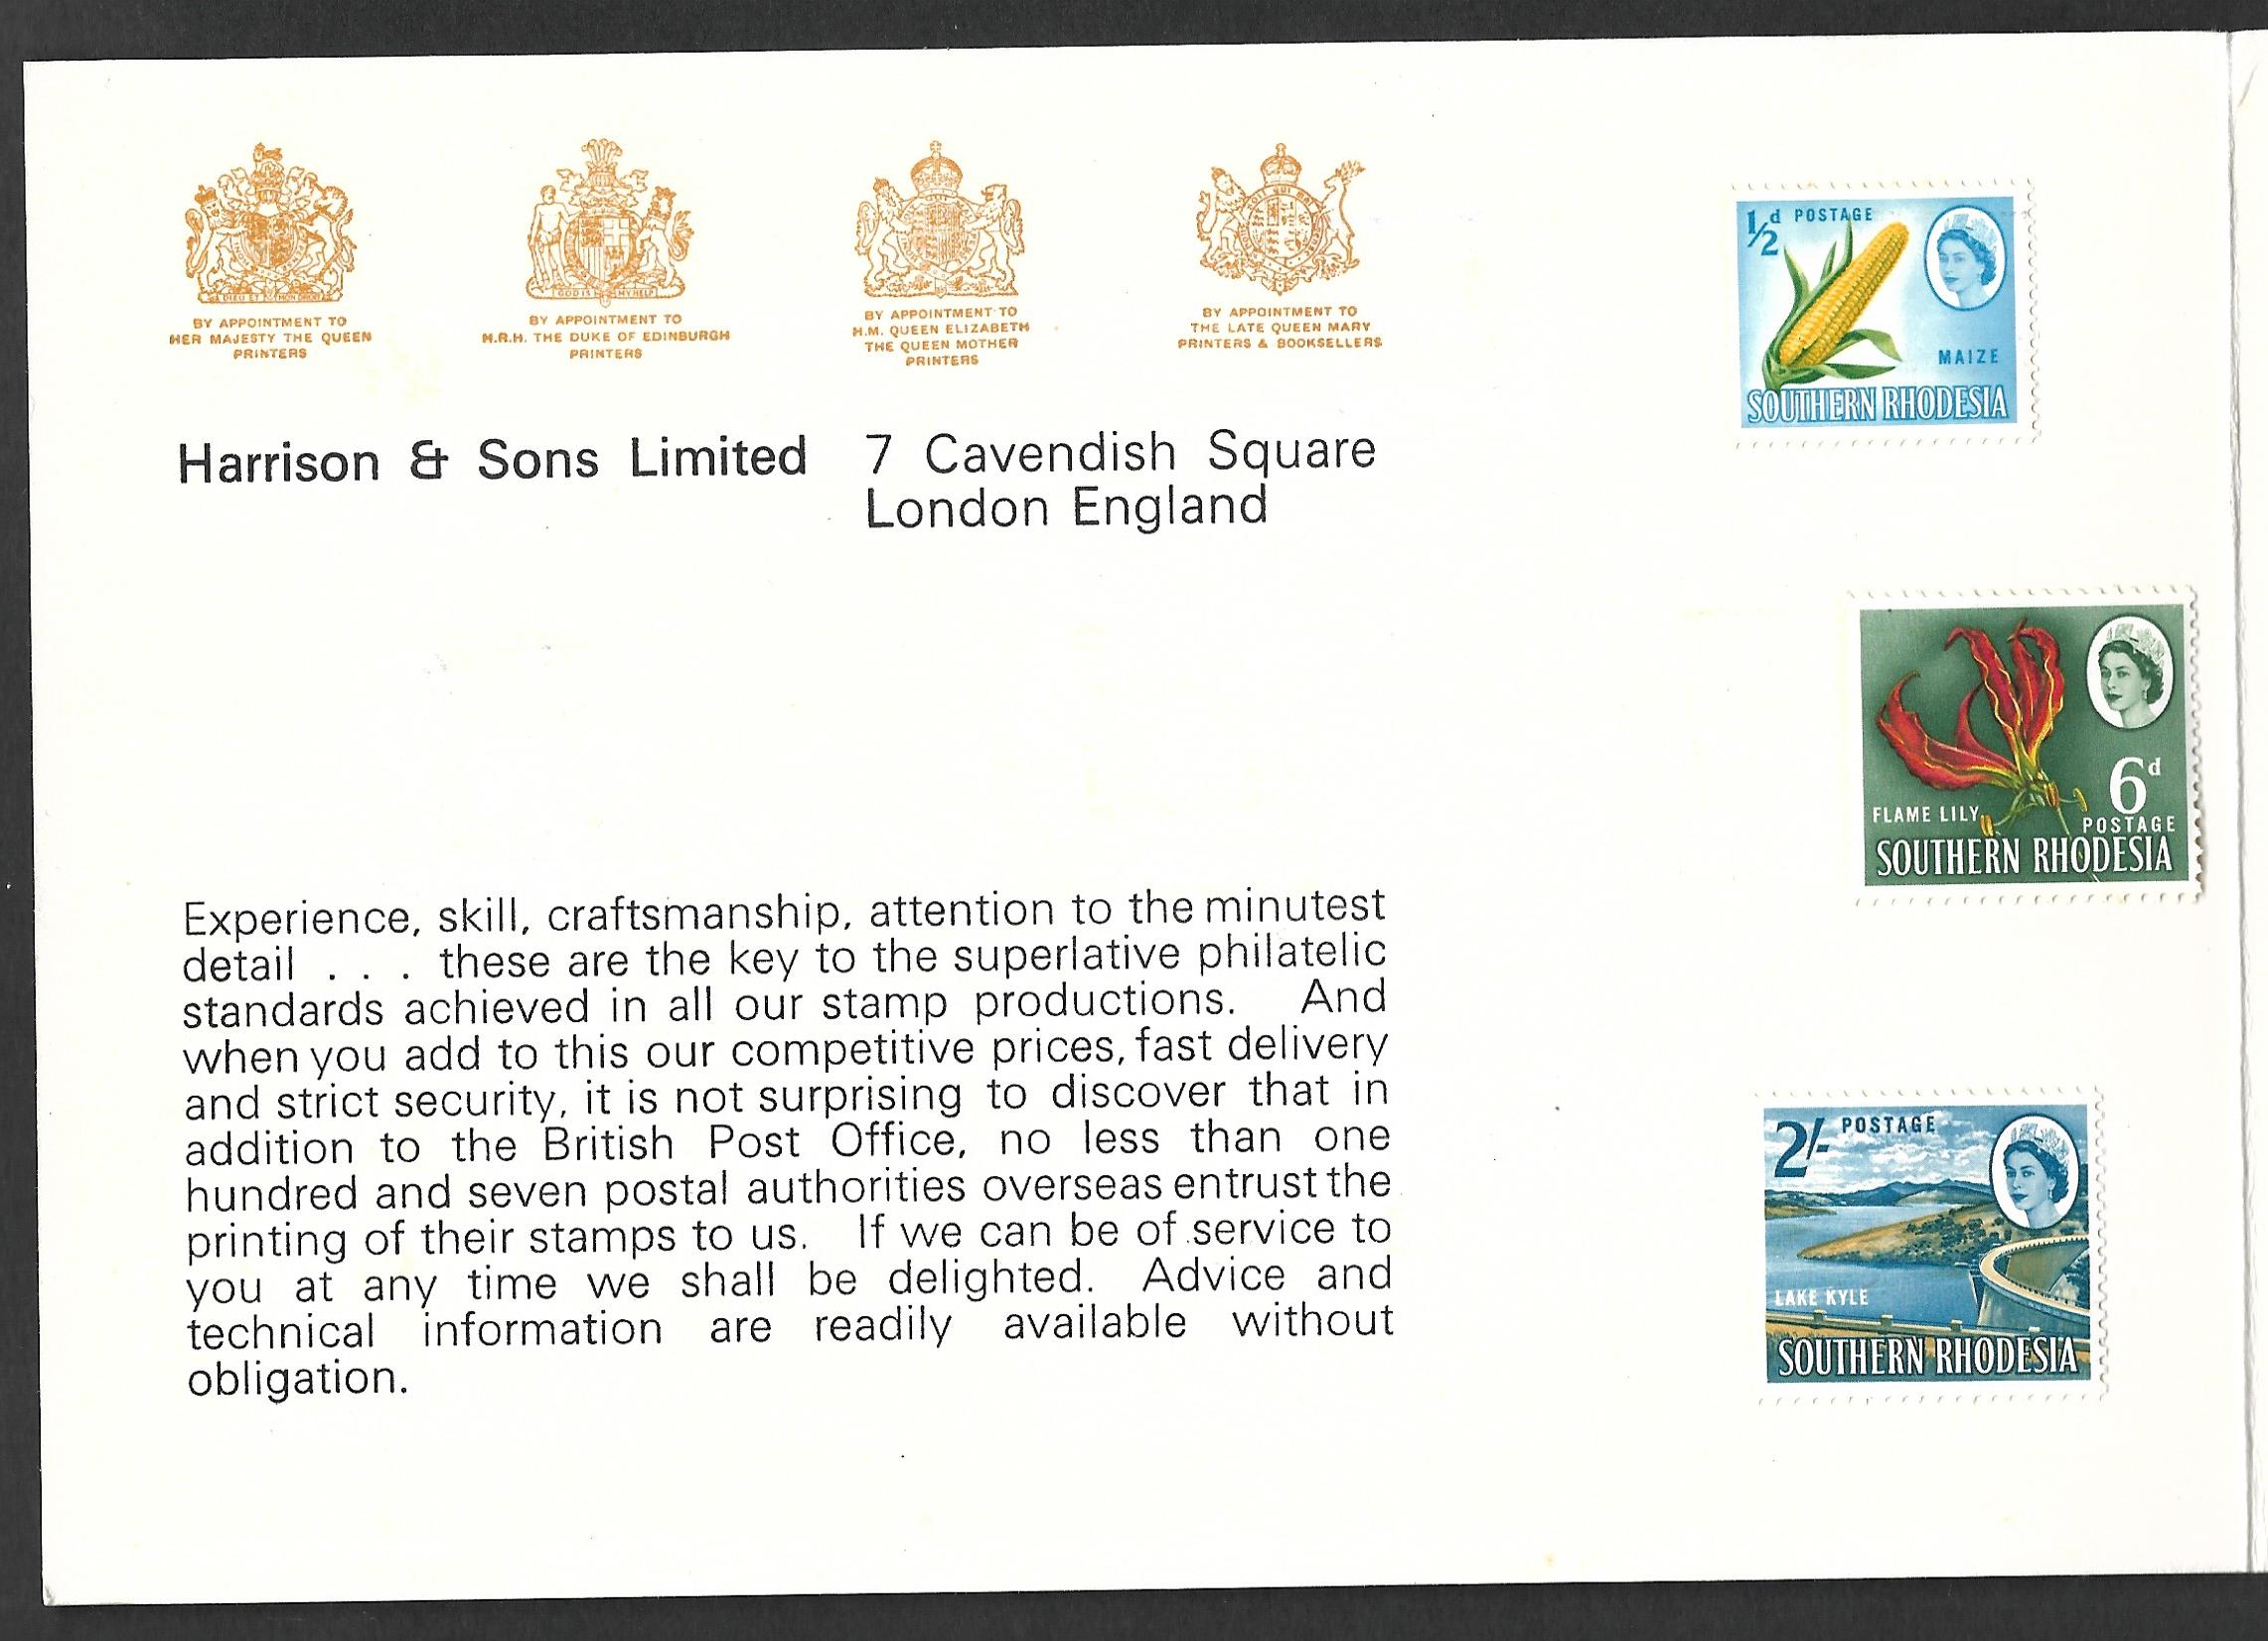 BY APPOINTMENT TO
HER MAJESTY THE QUEEN
PRINTERS
GOD IS MY HELP
BY APPOINTMENT TO
H.R.H. THE DUKE OF EDINBURGH
PRINTERS
BY APPOINTMENT TO
H.M. QUEEN ELIZABETH
THE QUEEN MOTHER
PRINTERS
BY APPOINTMENT TO
THE LATE QUEEN MARY
PRINTERS & BOOKSELLERS
Harrison & Sons Limited 7 Cavendish Square
London England
Experience, skill, craftsmanship, attention to the minutest
detail . . . these are the key to the superlative philatelic
standards achieved in all our stamp productions. And
when you add to this our competitive prices, fast delivery
and strict security, it is not surprising to discover that in
addition to the British Post Office, no less than one
hundred and seven postal authorities overseas entrust the
printing of their stamps to us. If we can be of service to
you at any time we shall be delighted. Advice and
technical information are readily available without
obligation.
1/2d POSTAGE
MAIZE
SOUTHERN RHODESIA
6d
FLAME LILY
POSTAGE
SOUTHERN RHODESIA
2/- POSTAGE
LAKE KYLE
SOUTHERN RHODESIA